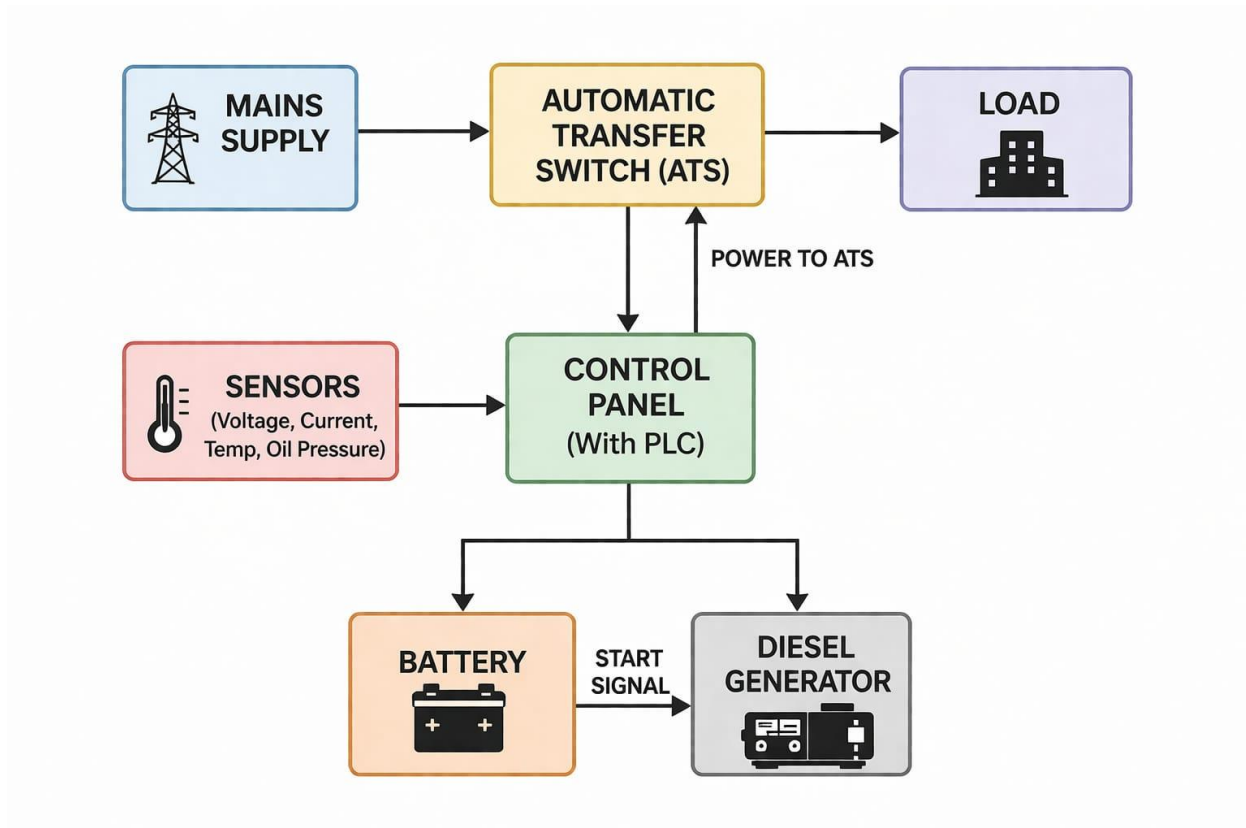 MAINS
SUPPLY
AUTOMATIC
TRANSFER
SWITCH (ATS)
LOAD
POWER TO ATS
SENSORS
(Voltage, Current,
Temp, Oil Pressure)
CONTROL
PANEL
(With PLC)
BATTERY
START
SIGNAL
DIESEL
GENERATOR